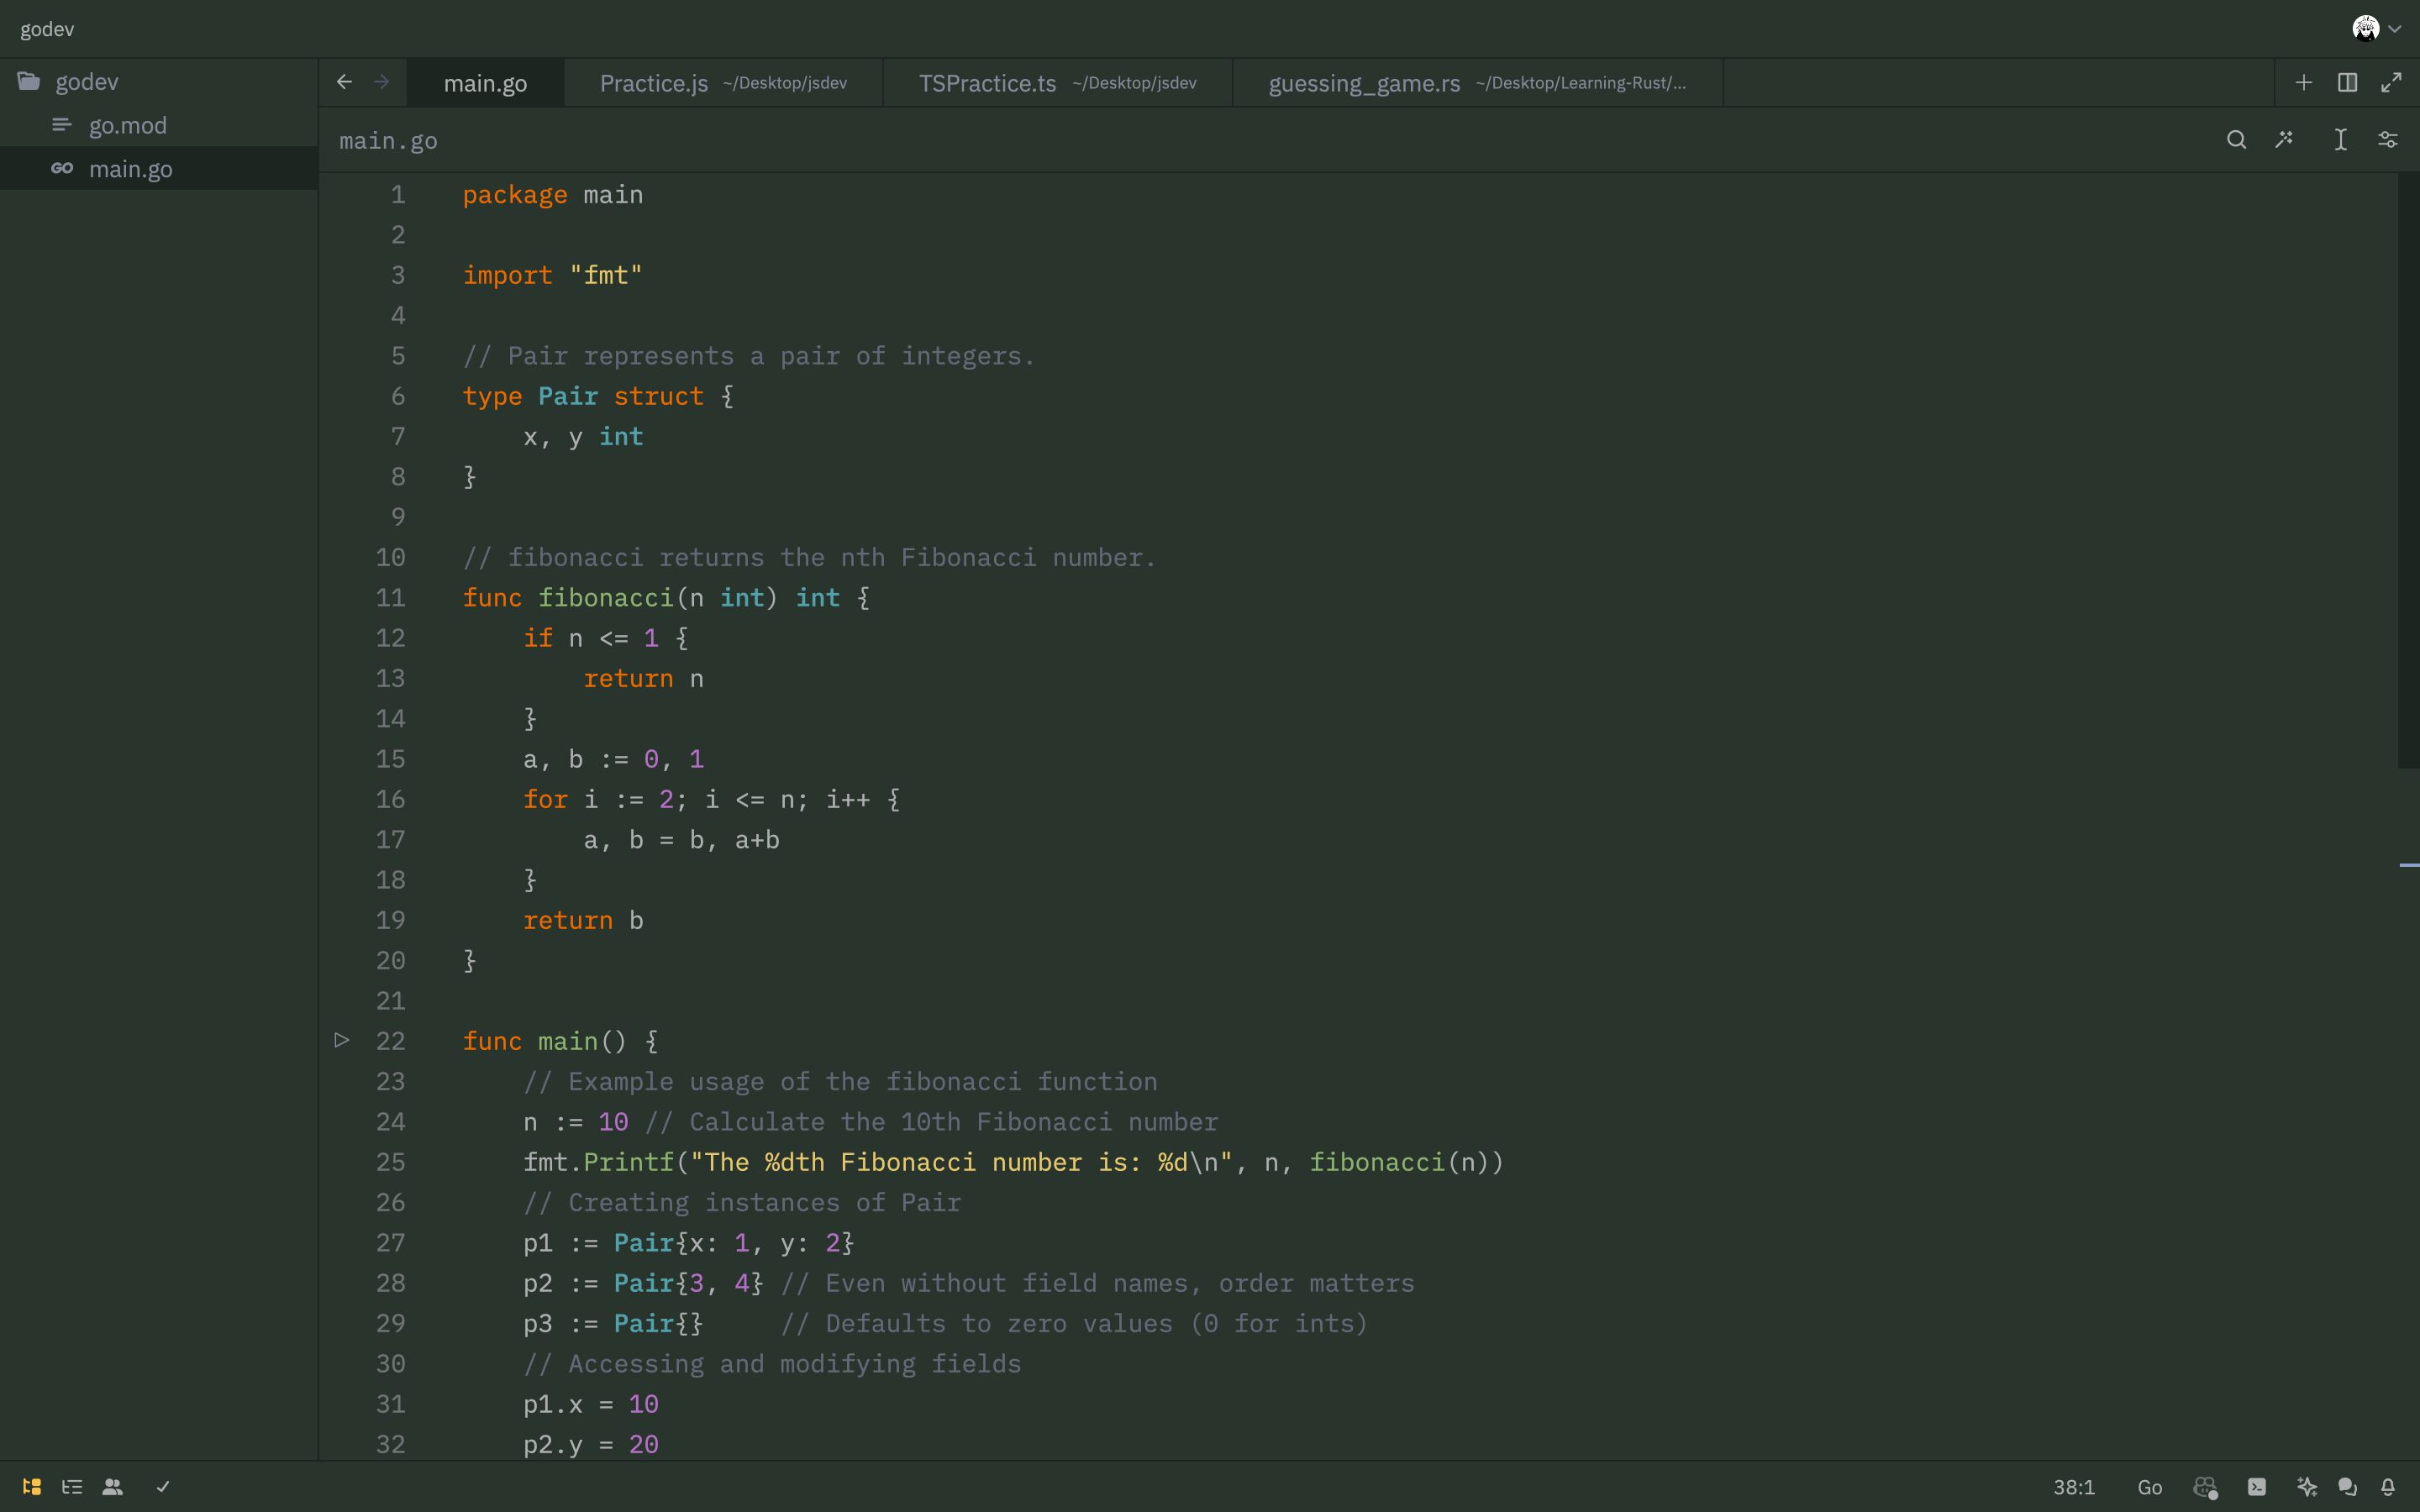 godev
godev
go.mod
GO main.go
main.go Practice.js ~/Desktop/jsdev TSPractice.ts ~/Desktop/jsdev guessing_game.rs ~/Desktop/Learning-Rust/...
main.go
1 package main
2
3 import "fmt"
4
5 // Pair represents a pair of integers.
6 type Pair struct {
7     x, y int
8 }
9
10 // fibonacci returns the nth Fibonacci number.
11 func fibonacci(n int) int {
12     if n <= 1 {
13         return n
14     }
15     a, b := 0, 1
16     for i := 2; i <= n; i++ {
17         a, b = b, a+b
18     }
19     return b
20 }
21
22 func main() {
23     // Example usage of the fibonacci function
24     n := 10 // Calculate the 10th Fibonacci number
25     fmt.Printf("The %dth Fibonacci number is: %d\n", n, fibonacci(n))
26     // Creating instances of Pair
27     p1 := Pair{x: 1, y: 2}
28     p2 := Pair{3, 4} // Even without field names, order matters
29     p3 := Pair{}     // Defaults to zero values (0 for ints)
30     // Accessing and modifying fields
31     p1.x = 10
32     p2.y = 20
38:1 Go